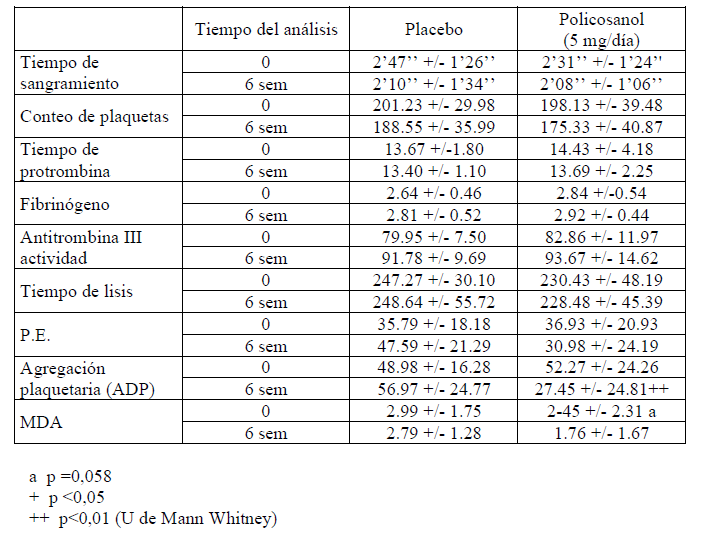 Tiempo del análisis Placebo Policosanol
(5 mg/día)
Tiempo de sangramiento 0 2’47’’ +/- 1’26’’ 2’31’’ +/- 1’24''
6 sem 2’10’’ +/- 1’34’’ 2’08’’ +/- 1’06’’
Conteo de plaquetas 0 201.23 +/- 29.98 198.13 +/- 39.48
6 sem 188.55 +/- 35.99 175.33 +/- 40.87
Tiempo de protrombina 0 13.67 +/-1.80 14.43 +/- 4.18
6 sem 13.40 +/- 1.10 13.69 +/- 2.25
Fibrinógeno 0 2.64 +/- 0.46 2.84 +/-0.54
6 sem 2.81 +/- 0.52 2.92 +/- 0.44
Antitrombina III actividad 0 79.95 +/- 7.50 82.86 +/- 11.97
6 sem 91.78 +/- 9.69 93.67 +/- 14.62
Tiempo de lisis 0 247.27 +/- 30.10 230.43 +/- 48.19
6 sem 248.64 +/- 55.72 228.48 +/- 45.39
P.E. 0 35.79 +/- 18.18 36.93 +/- 20.93
6 sem 47.59 +/- 21.29 30.98 +/- 24.19
Agregación plaquetaria (ADP) 0 48.98 +/- 16.28 52.27 +/- 24.26
6 sem 56.97 +/- 24.77 27.45 +/- 24.81++
MDA 0 2.99 +/- 1.75 2-45 +/- 2.31 a
6 sem 2.79 +/- 1.28 1.76 +/- 1.67
a p =0,058
+ p <0,05
++ p<0,01 (U de Mann Whitney)